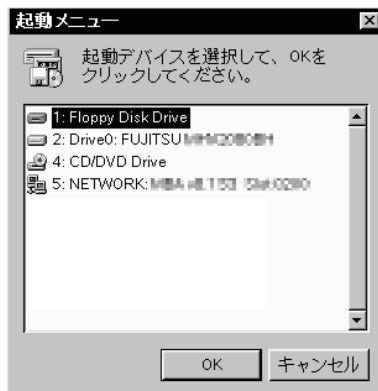 起動メニュー
起動デバイスを選択して、OKを
クリックしてください。
1: Floppy Disk Drive
2: Drive0: FUJITSU
4: CD/DVD Drive
5: NETWORK:
OK
キャンセル